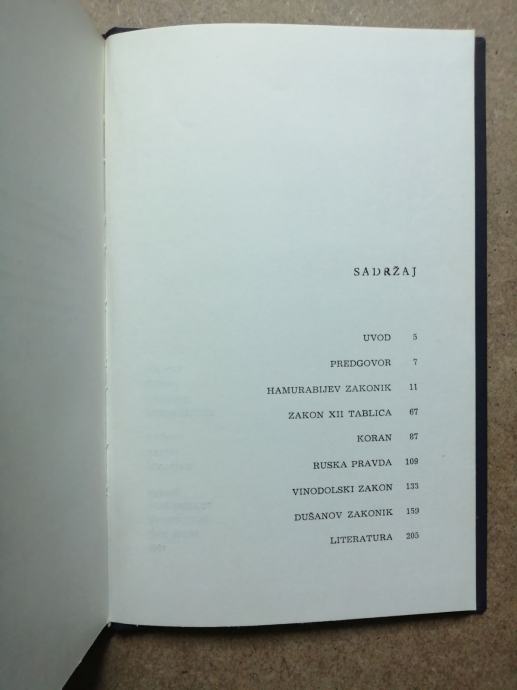 SADRŽAJ
UVOD 5
PREDGOVOR 7
HAMURABIJEV ZAKONIK 11
ZAKON XII TABLICA 67
KORAN 87
RUSKA PRAVDA 109
VINODOLSKI ZAKON 133
DUŠANOV ZAKONIK 159
LITERATURA 205